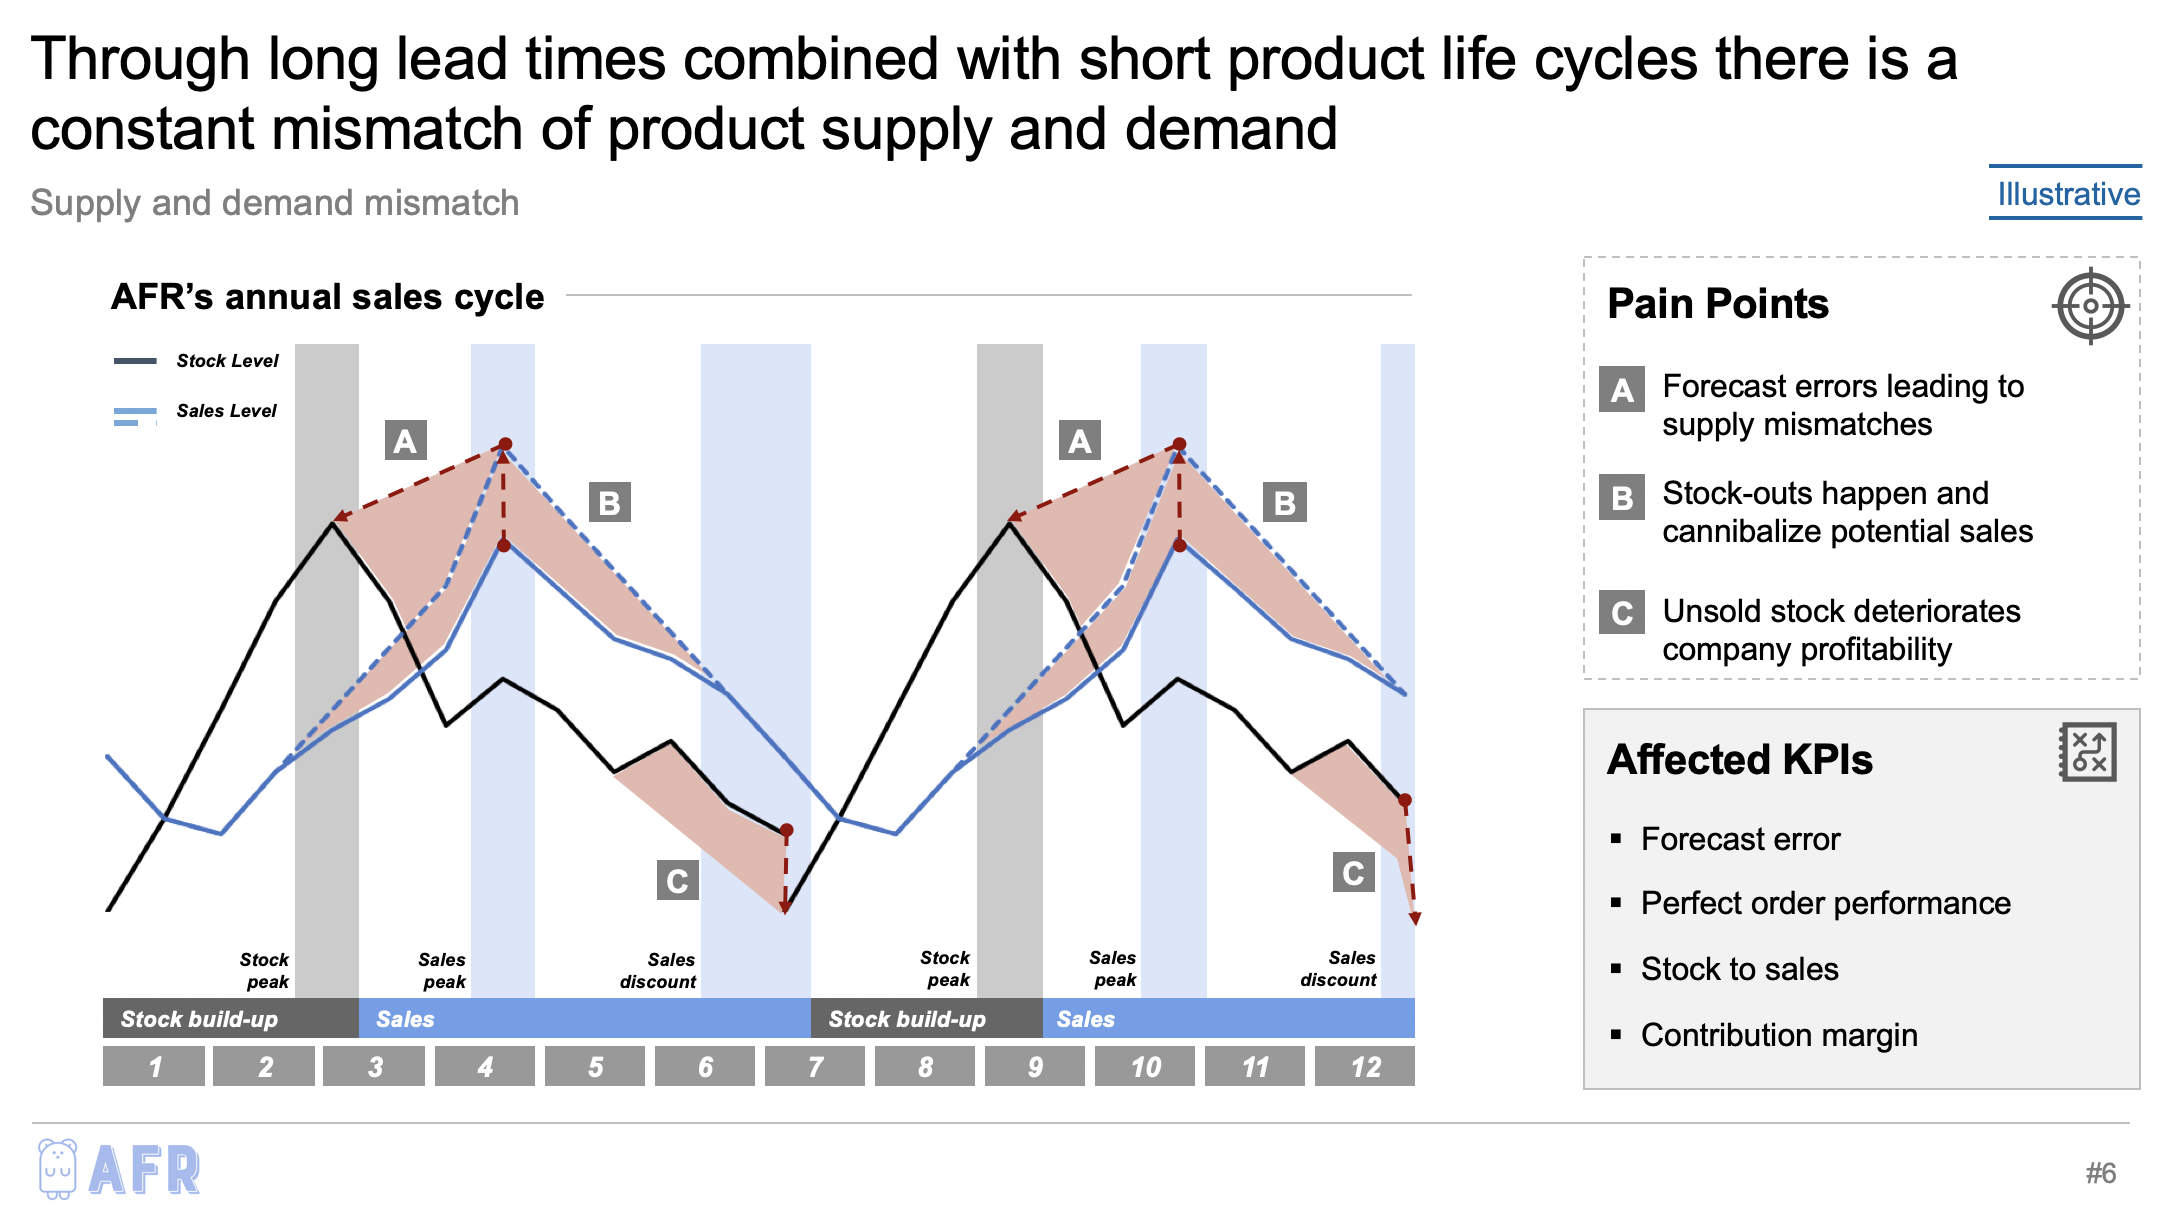 Through long lead times combined with short product life cycles there is a
constant mismatch of product supply and demand
Supply and demand mismatch
Illustrative
AFR’s annual sales cycle
Stock Level
Sales Level
A
B
C
A
B
C
Stock
peak
Sales
peak
Sales
discount
Stock
peak
Sales
peak
Sales
discount
Stock build-up
Sales
Stock build-up
Sales
1 2 3 4 5 6 7 8 9 10 11 12
Pain Points
A Forecast errors leading to
supply mismatches
B Stock-outs happen and
cannibalize potential sales
C Unsold stock deteriorates
company profitability
Affected KPIs
▪ Forecast error
▪ Perfect order performance
▪ Stock to sales
▪ Contribution margin
AFR
#6